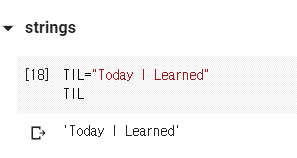 strings
[18] TIL="Today I Learned"
TIL
'Today I Learned'